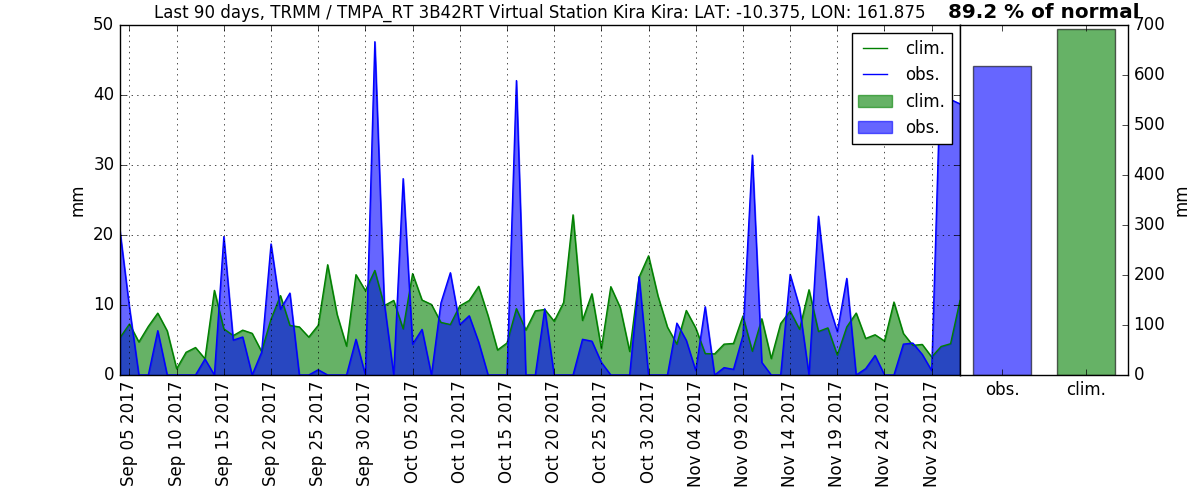 Last 90 days, TRMM / TMPA_RT 3B42RT Virtual Station Kira Kira: LAT: -10.375, LON: 161.875
89.2 % of normal
50
40
30
20
10
0
mm
clim.
obs.
clim.
obs.
700
600
500
400
300
200
100
0
mm
obs.
clim.
Sep 05 2017
Sep 10 2017
Sep 15 2017
Sep 20 2017
Sep 25 2017
Sep 30 2017
Oct 05 2017
Oct 10 2017
Oct 15 2017
Oct 20 2017
Oct 25 2017
Oct 30 2017
Nov 04 2017
Nov 09 2017
Nov 14 2017
Nov 19 2017
Nov 24 2017
Nov 29 2017